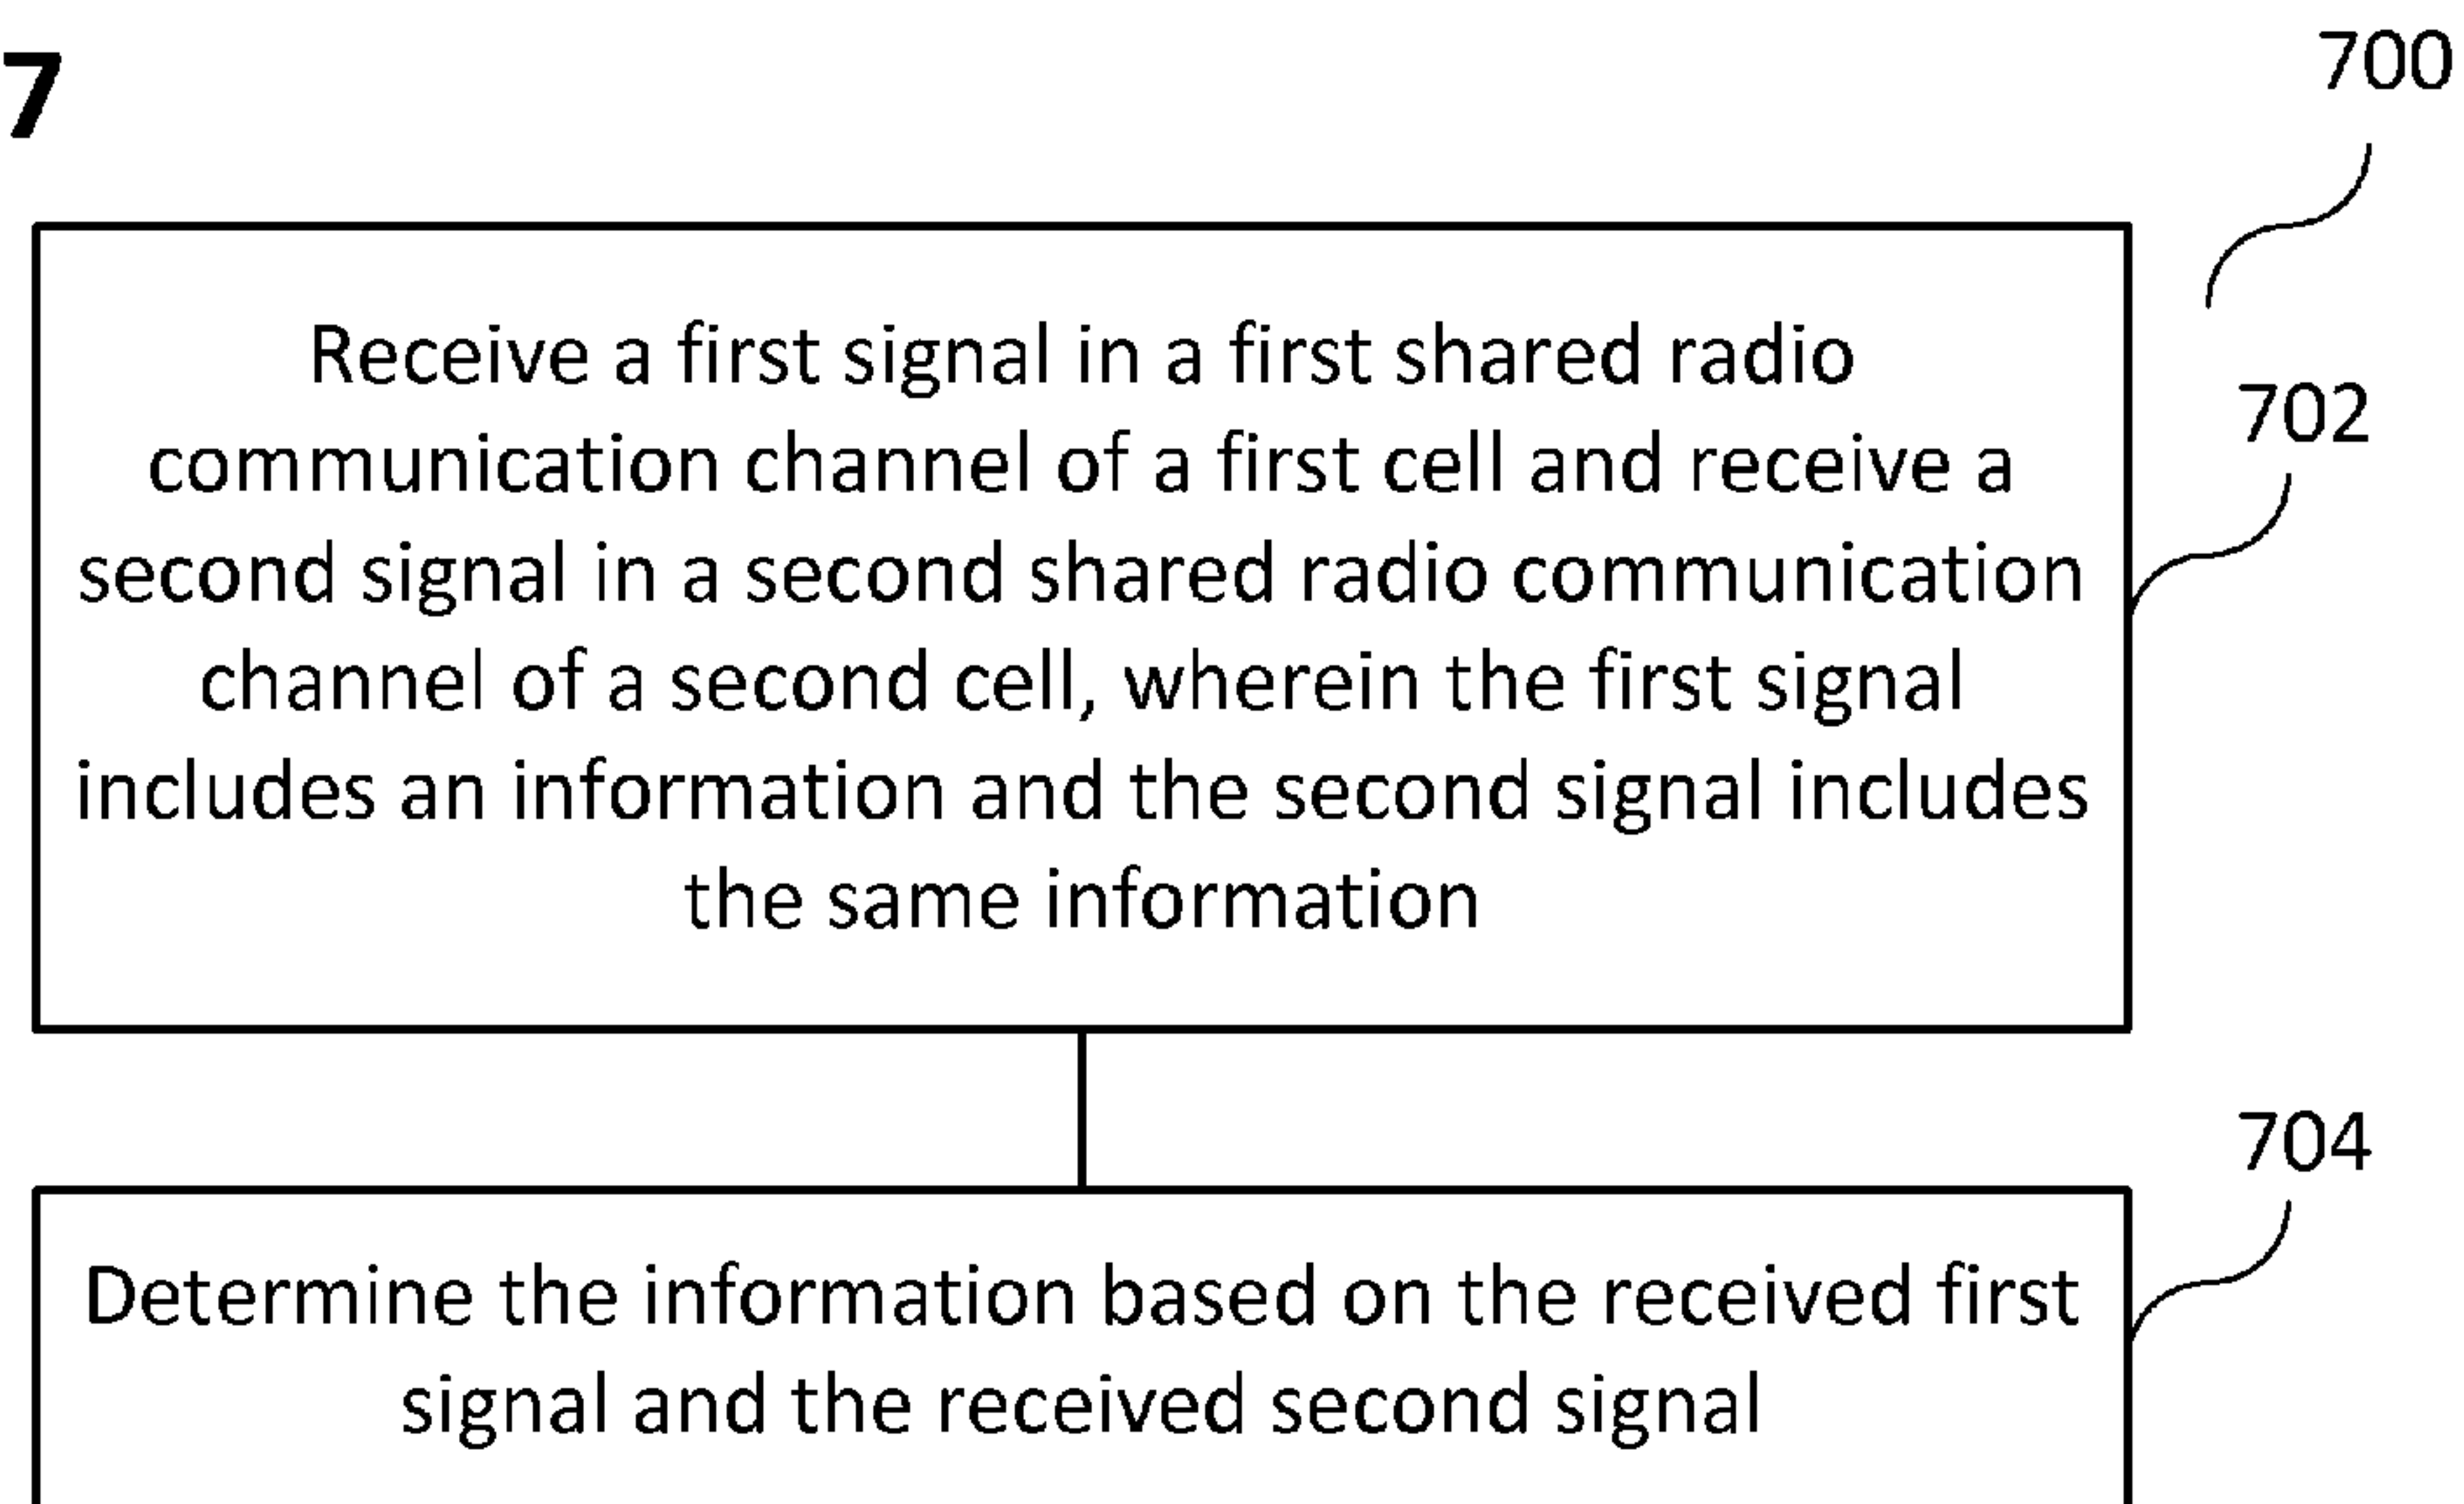 7
700
Receive a first signal in a first shared radio
communication channel of a first cell and receive a
second signal in a second shared radio communication
channel of a second cell, wherein the first signal
includes an information and the second signal includes
the same information
702
Determine the information based on the received first
signal and the received second signal
704